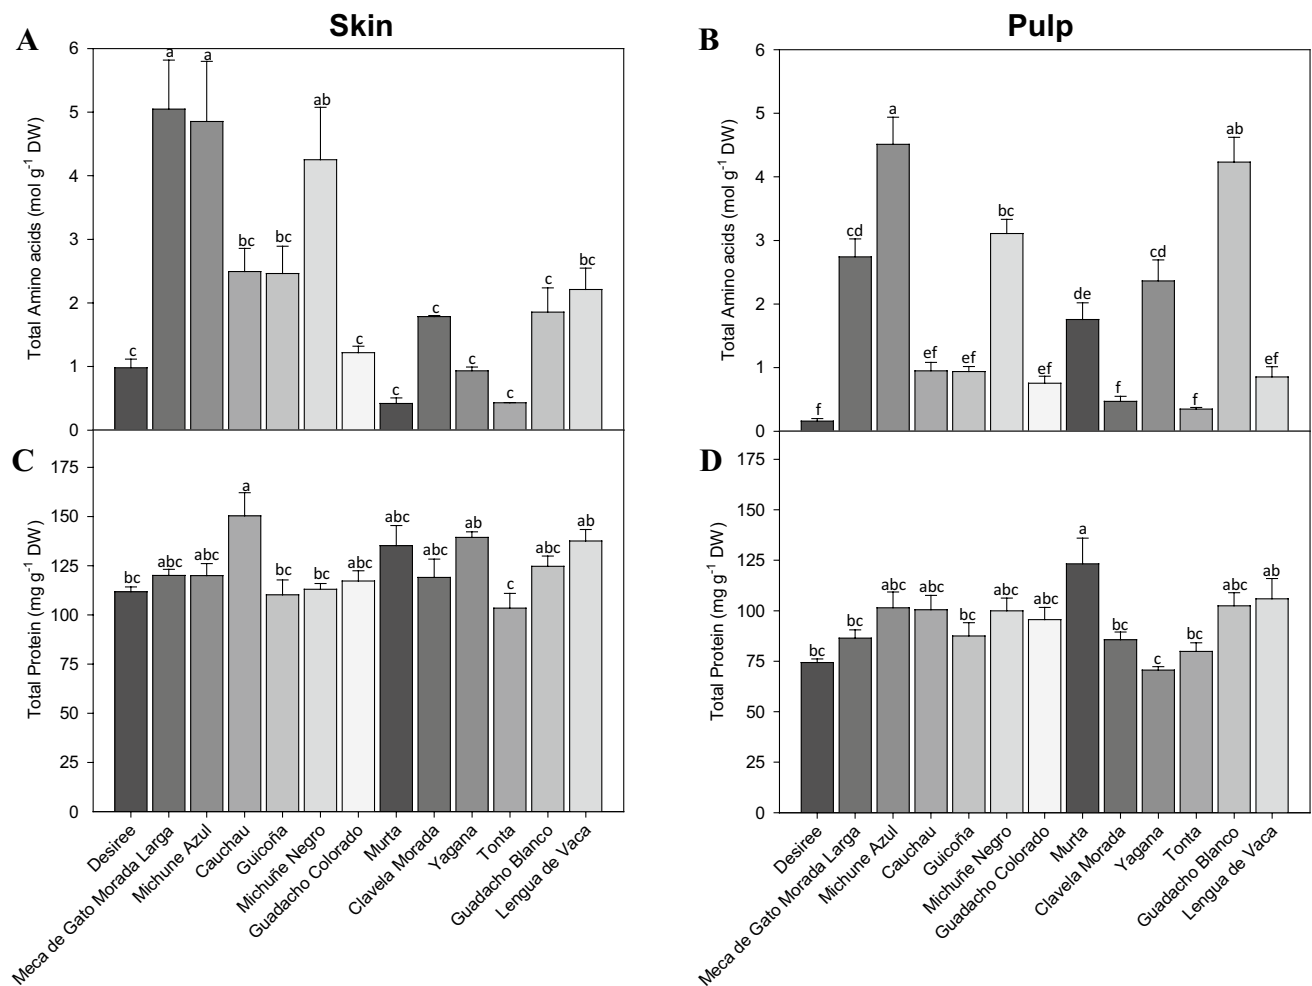 Skin
Pulp
A
Total Amino acids (mol g⁻¹ DW)
6
5
4
3
2
1
0
c
a
a
bc
bc
ab
c
c
c
c
c
c
bc
B
Total Amino acids (mol g⁻¹ DW)
6
5
4
3
2
1
0
f
cd
a
ef
ef
bc
ef
de
f
cd
f
ab
ef
C
Total Protein (mg g⁻¹ DW)
175
150
125
100
75
50
25
0
bc
abc
abc
a
bc
bc
abc
abc
abc
ab
c
abc
ab
Desiree
Meca de Gato Morada Larga
Michune Azul
Cauchau
Guicoña
Michuñe Negro
Guadacho Colorado
Murta
Clavela Morada
Yagana
Tonta
Guadacho Blanco
Lengua de Vaca
D
Total Protein (mg g⁻¹ DW)
175
150
125
100
75
50
25
0
bc
bc
abc
abc
bc
abc
abc
a
bc
c
bc
abc
ab
Desiree
Meca de Gato Morada Larga
Michune Azul
Cauchau
Guicoña
Michuñe Negro
Guadacho Colorado
Murta
Clavela Morada
Yagana
Tonta
Guadacho Blanco
Lengua de Vaca